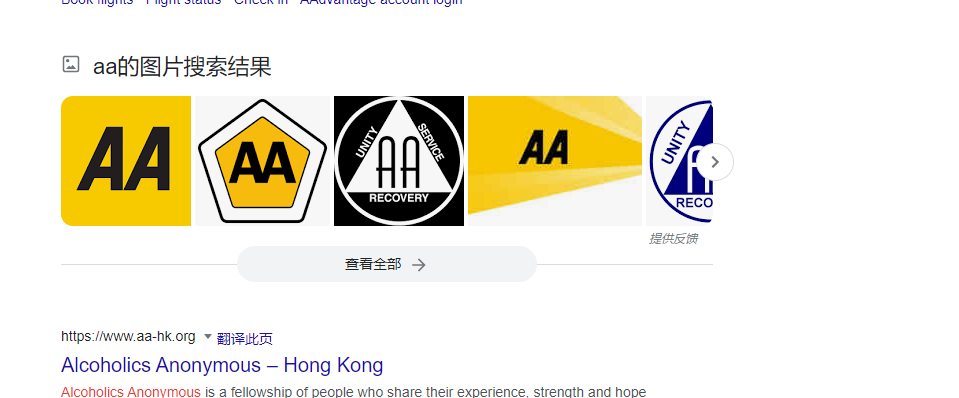 Book flights · Flight status · Check in · AAdvantage account login
aa的图片搜索结果
AA
AA
UNITY
SERVICE
AA
RECOVERY
AA
UNITY
提供反馈
查看全部
https://www.aa-hk.org
翻译此页
Alcoholics Anonymous – Hong Kong
Alcoholics Anonymous is a fellowship of people who share their experience, strength and hope